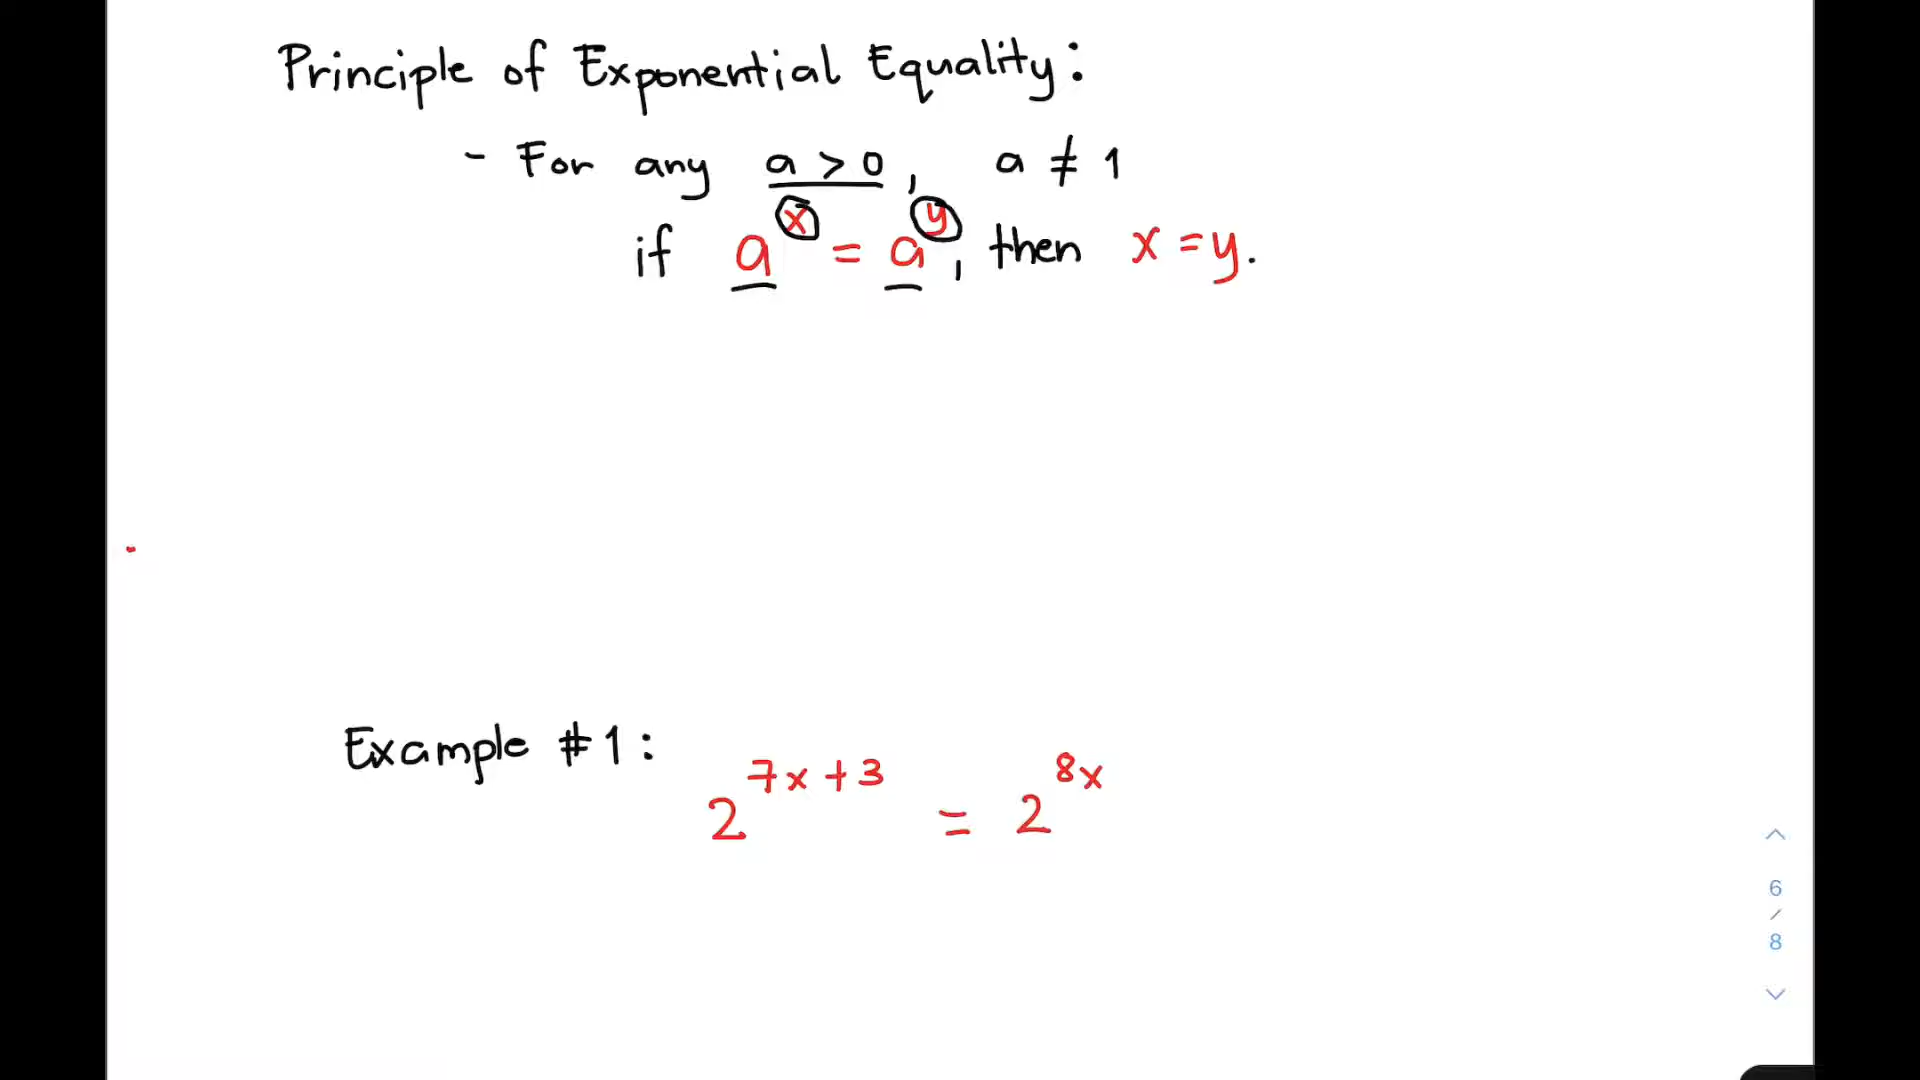 Principle of Exponential Equality:
- For any a > 0, a ≠ 1
if a^x = a^y, then x = y.
Example #1:
2^{7x+3} = 2^{8x}
6
/
8